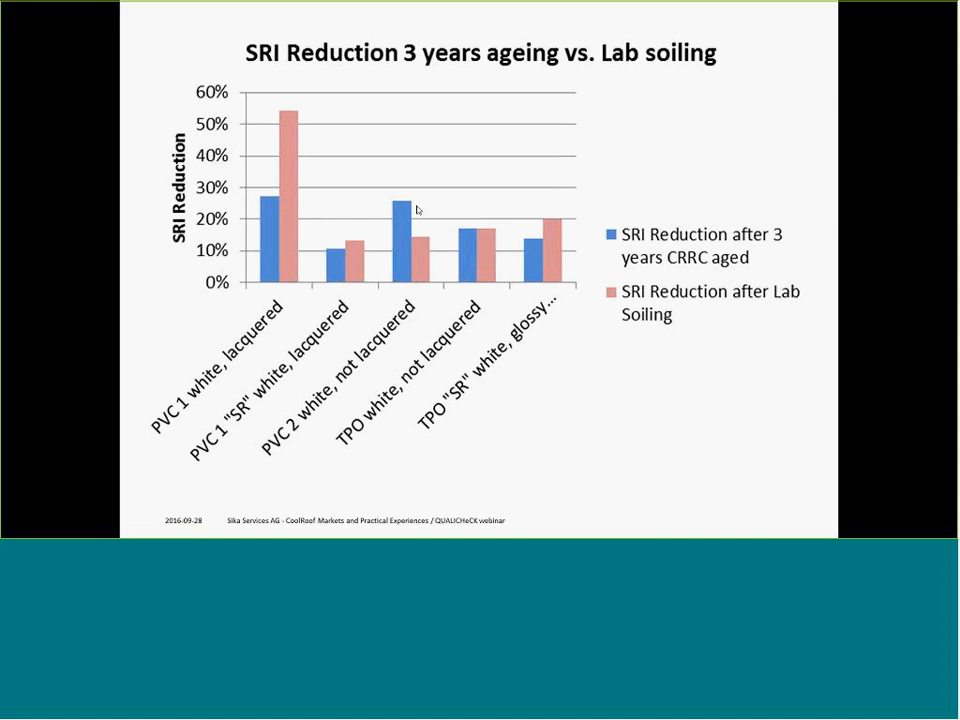 SRI Reduction 3 years ageing vs. Lab soiling
SRI Reduction
60%
50%
40%
30%
20%
10%
0%
PVC 1 white, lacquered
PVC 1 "SR" white, lacquered
PVC 2 white, not lacquered
TPO white, not lacquered
TPO "SR" white, glossy...
SRI Reduction after 3
years CRRC aged
SRI Reduction after Lab
Soiling
2016-09-28 Sika Services AG - CoolRoof Markets and Practical Experiences / QUALICHeCK webinar